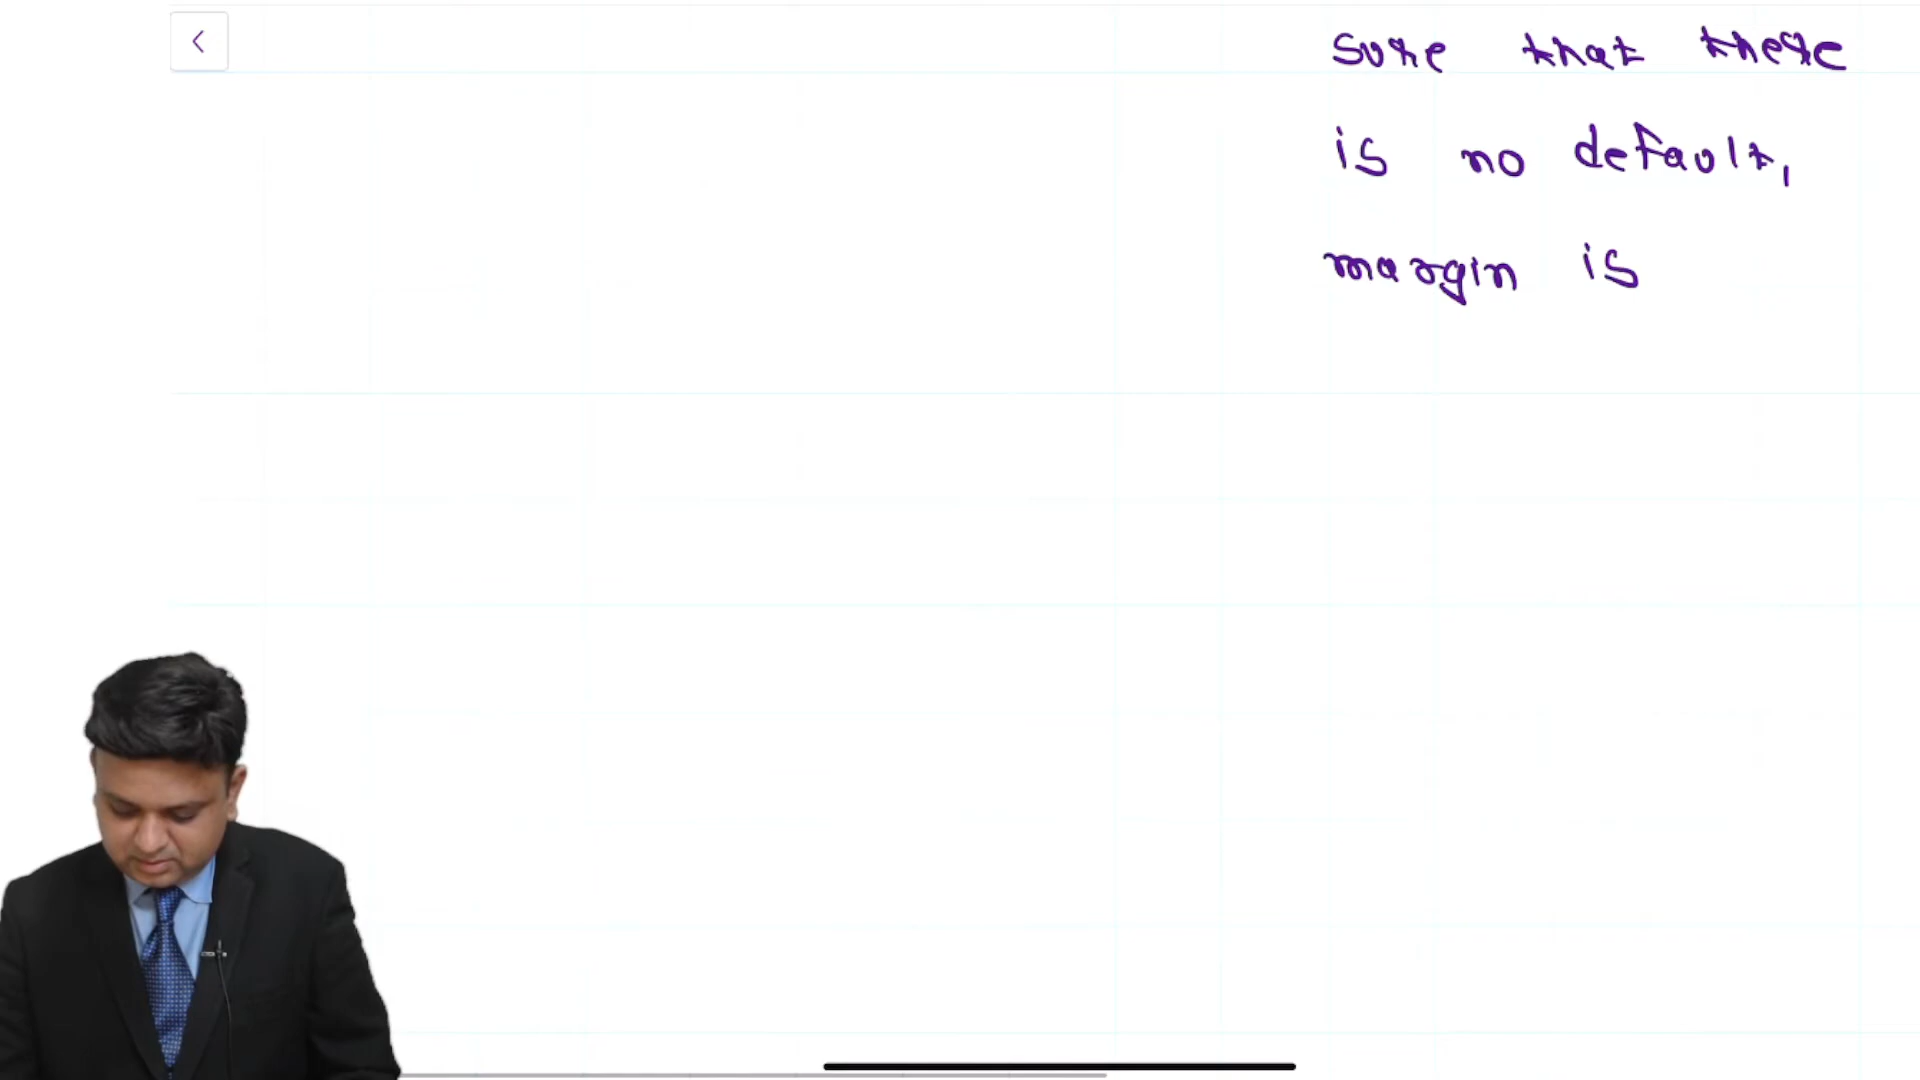 sure that there
is no default,
margin is